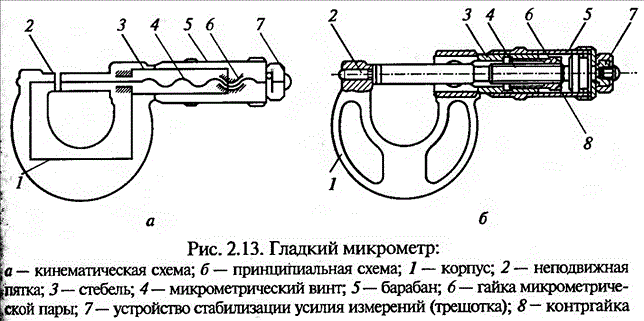 2 3 4 5 6 7
2 3 4 6 5 7
8
1
1
а б
Рис. 2.13. Гладкий микрометр:
а — кинематическая схема; б — принципиальная схема; 1 — корпус; 2 — неподвижная
пятка; 3 — стебель; 4 — микрометрический винт; 5 — барабан; 6 — гайка микрометри-
ческой пары; 7 — устройство стабилизации усилия измерений (трещотка); 8 — контргайка